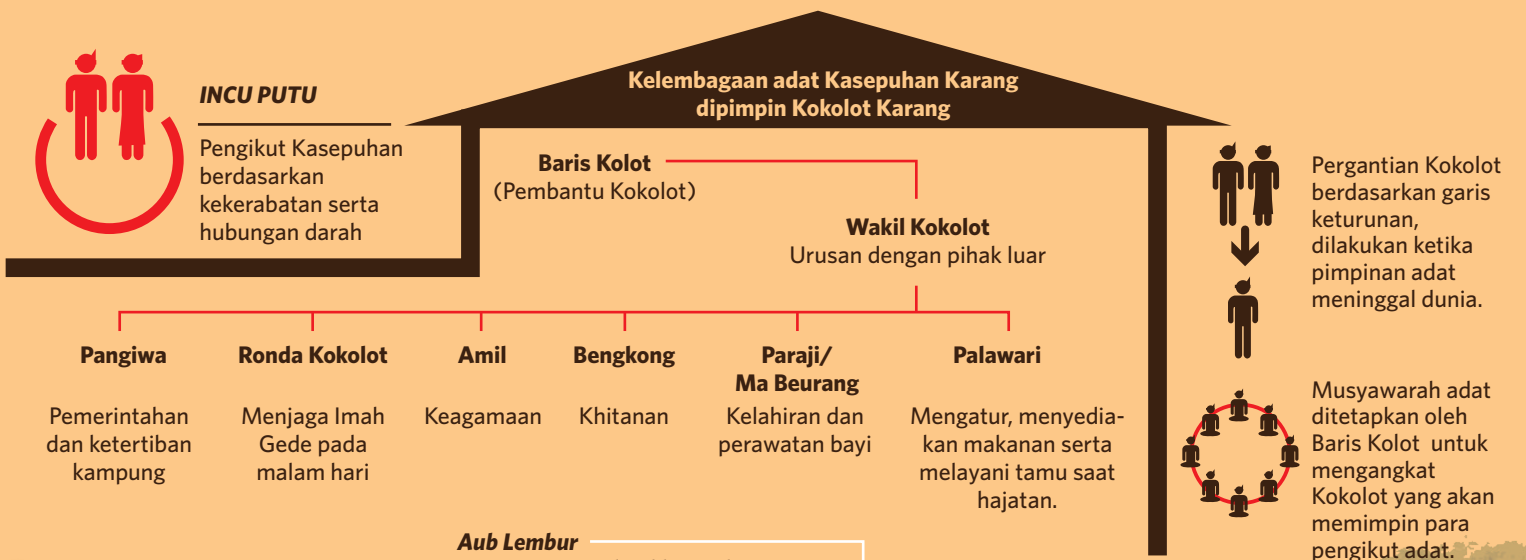 INCU PUTU
Pengikut Kasepuhan
berdasarkan
kekerabatan serta
hubungan darah
Kelembagaan adat Kasepuhan Karang
dipimpin Kokolot Karang
Baris Kolot
(Pembantu Kokolot)
Wakil Kokolot
Urusan dengan pihak luar
Pangiwa
Pemerintahan
dan ketertiban
kampung
Ronda Kokolot
Menjaga Imah
Gede pada
malam hari
Amil
Keagamaan
Bengkong
Khitanan
Paraji/
Ma Beurang
Kelahiran dan
perawatan bayi
Palawari
Mengatur, menyedia-
kan makanan serta
melayani tamu saat
hajatan.
Pergantian Kokolot
berdasarkan garis
keturunan,
dilakukan ketika
pimpinan adat
meninggal dunia.
Musyawarah adat
ditetapkan oleh
Baris Kolot untuk
mengangkat
Kokolot yang akan
memimpin para
pengikut adat.
Aub Lembur